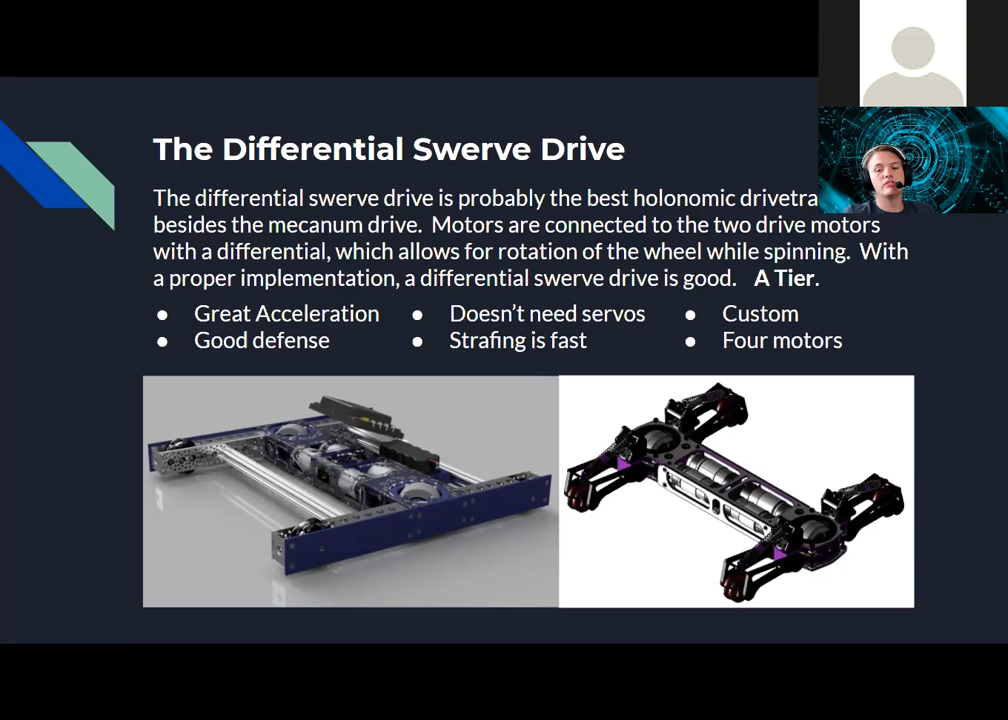 The Differential Swerve Drive
The differential swerve drive is probably the best holonomic drivetra
besides the mecanum drive. Motors are connected to the two drive motors
with a differential, which allows for rotation of the wheel while spinning. With
a proper implementation, a differential swerve drive is good. A Tier.
● Great Acceleration ● Doesn't need servos ● Custom
● Good defense ● Strafing is fast ● Four motors